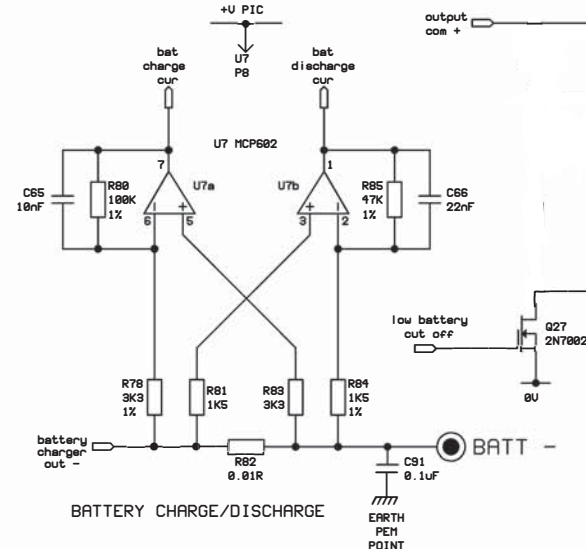 +V PIC
output
com +
bat
charge
cur
U7
P8
bat
discharge
cur
U7 MCP602
7
1
C65
10nF
R80
100K
1%
U7a
U7b
R85
47K
1%
C66
22nF
- +
6 5
+ -
3 2
low battery
cut off
Q27
2N7002
0V
R78
3K3
1%
R81
1K5
R83
3K3
R84
1K5
1%
battery
charger
out -
R82
0.01R
BATT -
C91
0.1uF
BATTERY CHARGE/DISCHARGE
EARTH
PEM
POINT